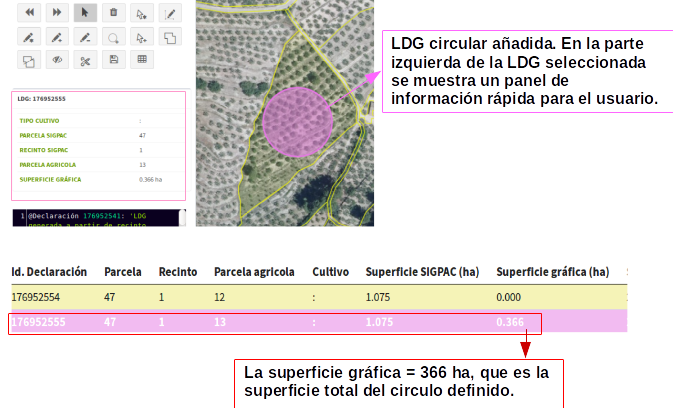 LDG circular añadida. En la parte
izquierda de la LDG seleccionada
se muestra un panel de
información rápida para el usuario.
LDG: 176952555
TIPO CULTIVO :
PARCELA SIGPAC 47
RECINTO SIGPAC 1
PARCELA AGRICOLA 13
SUPERFICIE GRÁFICA 0.366 ha
1 @Declaración 176952541: 'LDG
generada a partir de recinto
Id. Declaración Parcela Recinto Parcela agricola Cultivo Superficie SIGPAC (ha) Superficie gráfica (ha)
176952554 47 1 12 : 1.075 0.000
176952555 47 1 13 : 1.075 0.366
La superficie gráfica = 366 ha, que es la
superficie total del circulo definido.